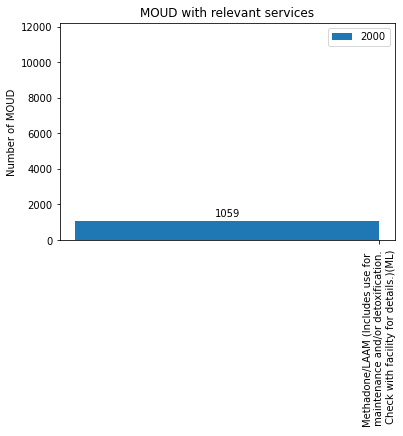 MOUD with relevant services
2000
12000
10000
8000
6000
4000
2000
0
Number of MOUD
1059
Methadone/LAAM (Includes use for
maintenance and/or detoxification.
Check with facility for details.)(ML)